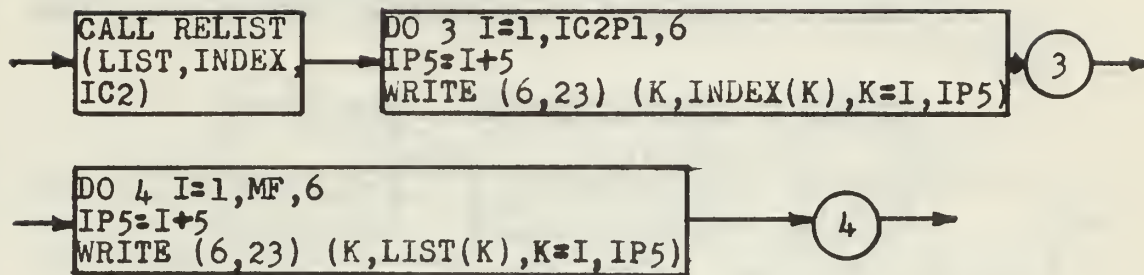 CALL RELIST
(LIST,INDEX,
IC2)
DO 3 I=1,IC2P1,6
IP5=I+5
WRITE (6,23) (K,INDEX(K),K=I,IP5)
3
DO 4 I=1,MF,6
IP5=I+5
WRITE (6,23) (K,LIST(K),K=I,IP5)
4